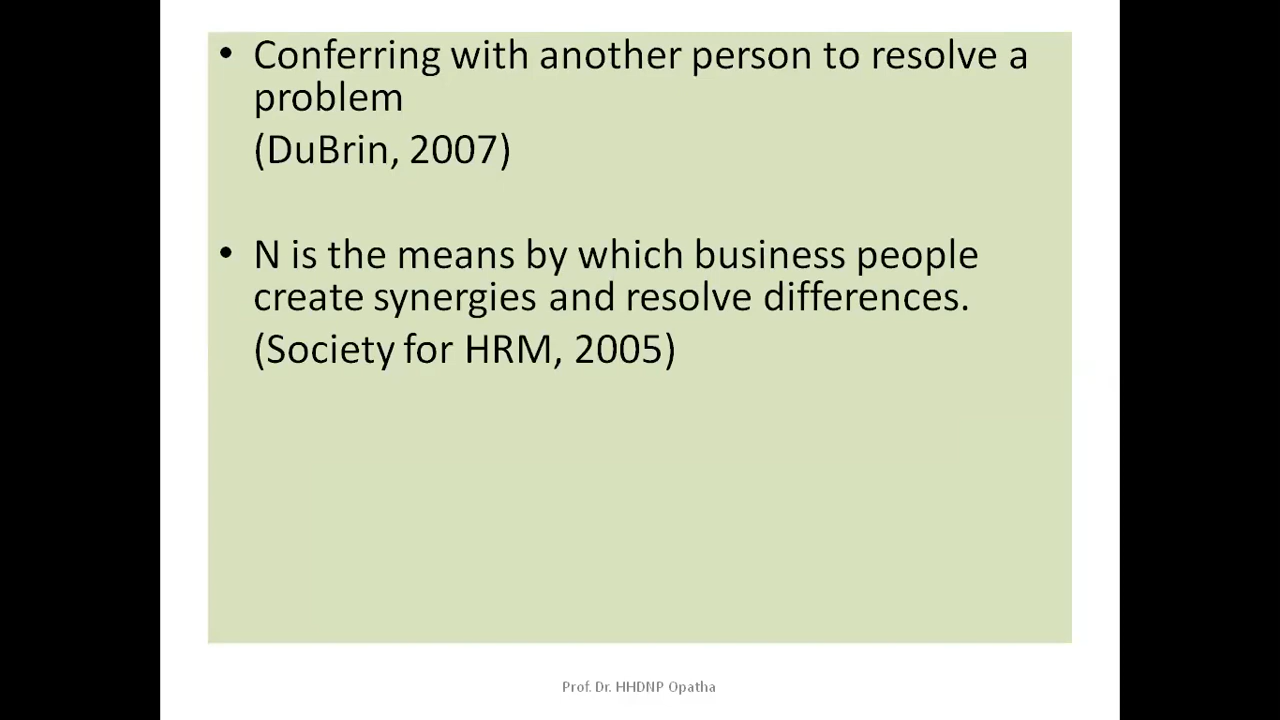 • Conferring with another person to resolve a
problem
(DuBrin, 2007)
• N is the means by which business people
create synergies and resolve differences.
(Society for HRM, 2005)
Prof. Dr. HHDNP Opatha